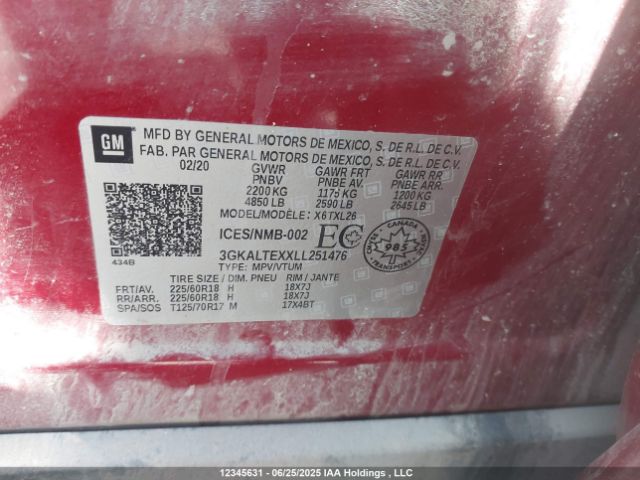 GM
MFD BY GENERAL MOTORS DE MEXICO, S. DE R.L. DE C.V.
FAB. PAR GENERAL MOTORS DE MEXICO, S. DE R.L. DE C.V.
02/20 GVWR GAWR FRT GAWR RR
PNBV PNBE AV. PNBE ARR.
2200 KG 1175 KG 1200 KG
4850 LB 2590 LB 2645 LB
MODEL/MODÈLE: X6TXL26
ICES/NMB-002 EC CANADA 985
3GKALTEXXLL251476
434B
TYPE: MPV/VTUM
TIRE SIZE / DIM. PNEU RIM / JANTE
FRT/AV. 225/60R18 H 18X7J
RR/ARR. 225/60R18 H 18X7J
SPA/SOS T125/70R17 M 17X4BT
12345631 - 06/25/2025 IAA Holdings , LLC